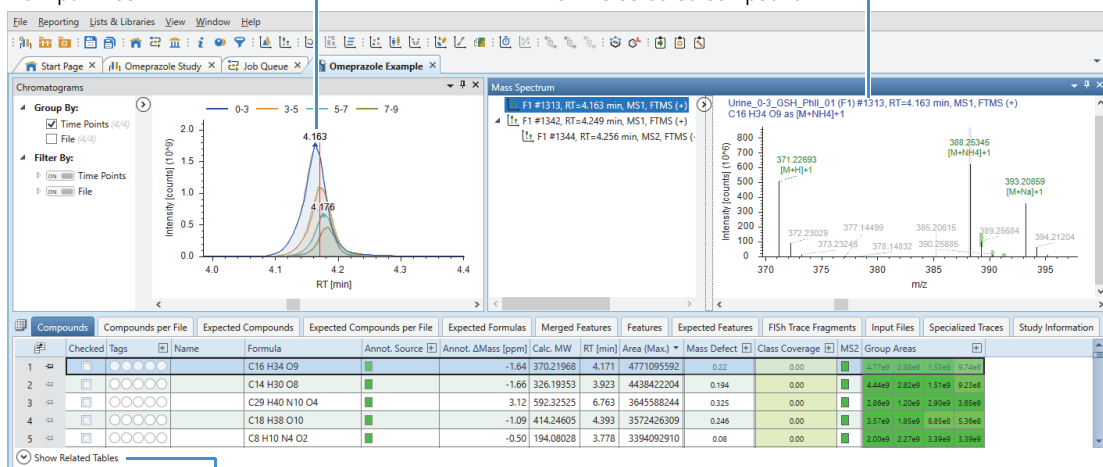 File Reporting Lists & Libraries View Window Help
Start Page × Omeprazole Study × Job Queue × Omeprazole Example ×
Chromatograms
Group By:
Time Points (4/4)
File (4/4)
Filter By:
ON Time Points
ON File
0-3 3-5 5-7 7-9
Intensity [counts] (10^9)
2.0
1.5
1.0
0.5
0.0
4.163
4.176
4.0 4.1 4.2 4.3 4.4
RT [min]
Mass Spectrum
F1 #1313, RT=4.163 min, MS1, FTMS (+)
F1 #1342, RT=4.249 min, MS1, FTMS (+)
F1 #1344, RT=4.256 min, MS2, FTMS (
Urine_0-3_GSH_PhII_01 (F1) #1313, RT=4.163 min, MS1, FTMS (+)
C16 H34 O9 as [M+NH4]+1
Intensity [counts] (10^6)
800
700
600
500
400
300
200
100
0
371.22693
[M+H]+1
388.25345
[M+NH4]+1
393.20859
[M+Na]+1
372.23029
373.23245
377.14499
378.14832
385.20615
390.25885
389.25684
394.21204
370 375 380 385 390 395
m/z
Compounds Compounds per File Expected Compounds Expected Compounds per File Expected Formulas Merged Features Features Expected Features FISh Trace Fragments Input Files Specialized Traces Study Information
Checked Tags Name Formula Annot. Source Annot. ΔMass [ppm] Calc. MW RT [min] Area (Max.) Mass Defect Class Coverage MS2 Group Areas
1 C16 H34 O9 -1.64 370.21968 4.171 4771095592 0.22 0.00 4.77e9 2.88e9 1.53e9 9.74e8
2 C14 H30 O8 -1.66 326.19353 3.923 4438422204 0.194 0.00 4.44e9 2.82e9 1.51e9 9.23e8
3 C29 H40 N10 O4 3.12 592.32525 6.763 3645588244 0.325 0.00 2.86e9 1.20e9 2.90e9 3.65e9
4 C18 H38 O10 -1.09 414.24605 4.393 3572426309 0.246 0.00 3.57e9 1.85e9 8.85e8 5.36e8
5 C8 H10 N4 O2 -0.50 194.08028 3.778 3394092910 0.08 0.00 2.00e9 2.27e9 3.39e9 3.39e9
Show Related Tables